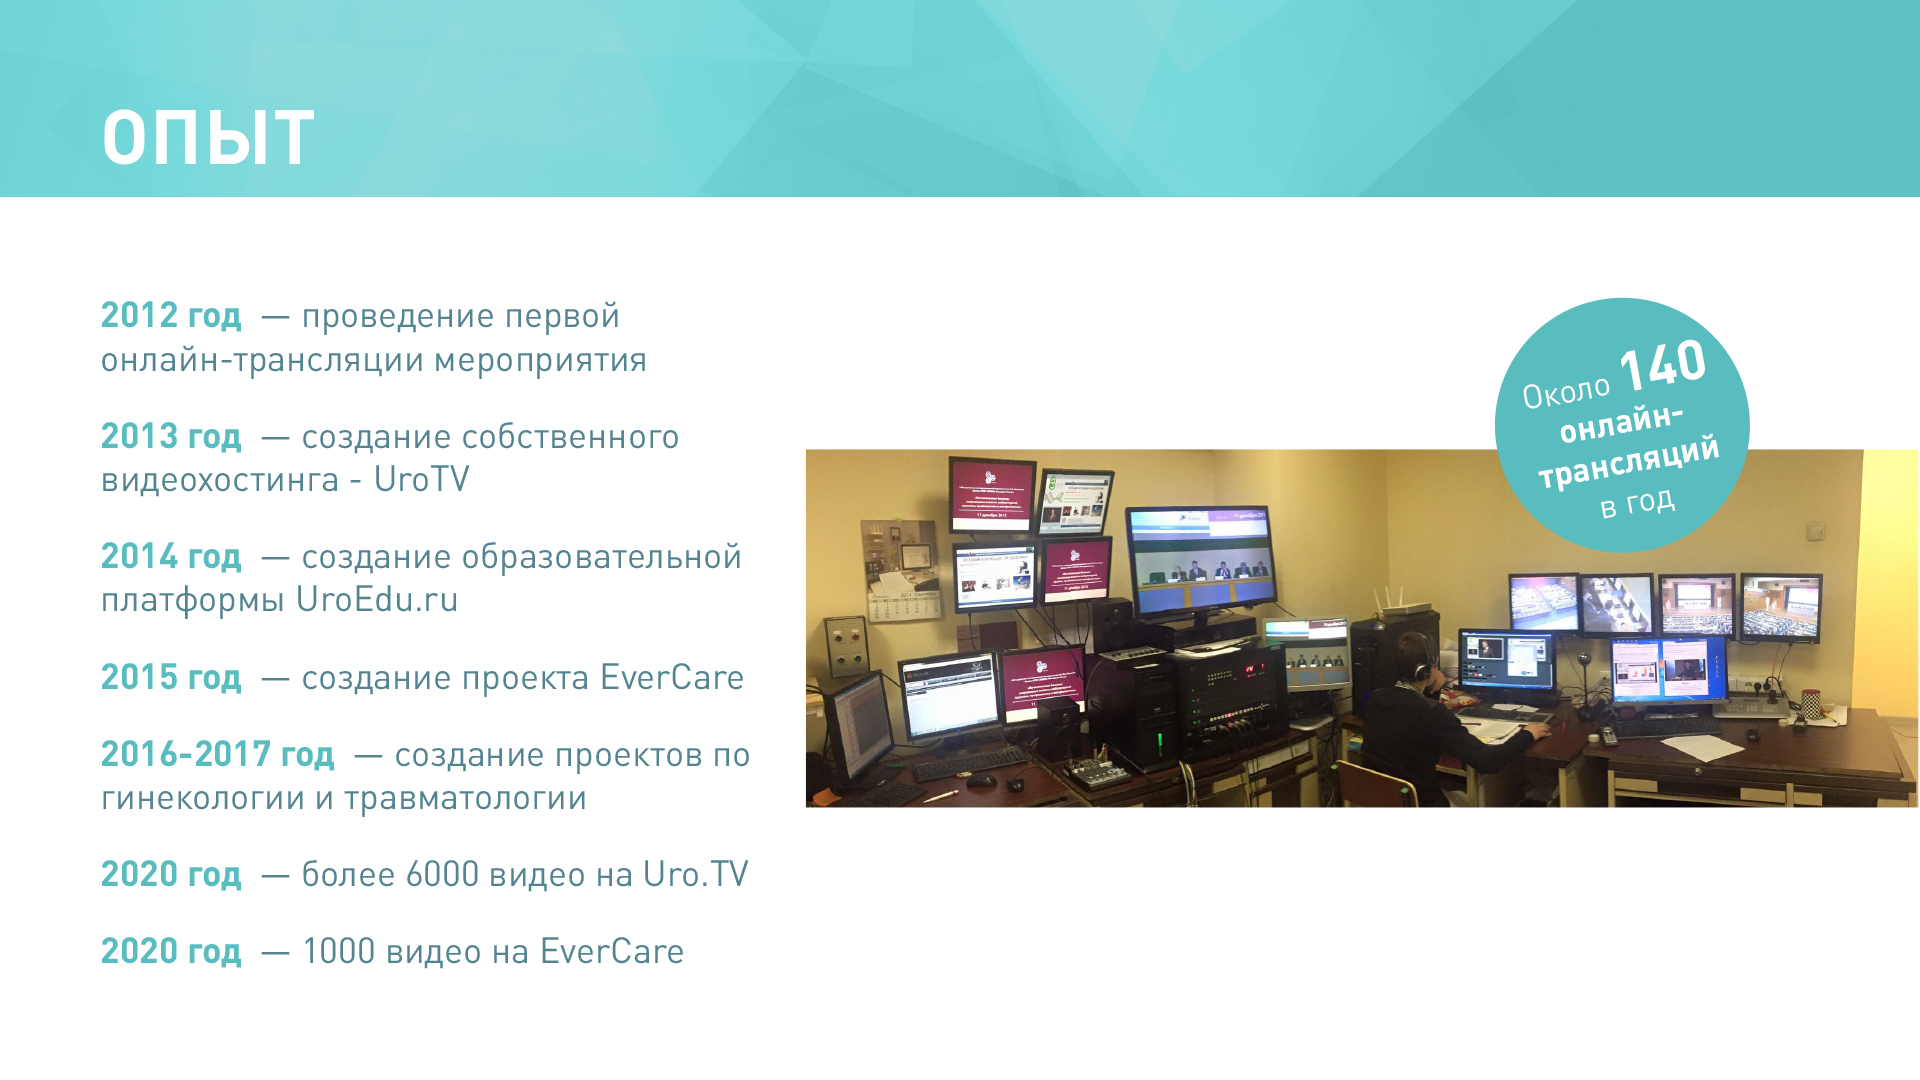 ОПЫТ
2012 год — проведение первой
онлайн-трансляции мероприятия
2013 год — создание собственного
видеохостинга - UroTV
2014 год — создание образовательной
платформы UroEdu.ru
2015 год — создание проекта EverCare
2016-2017 год — создание проектов по
гинекологии и травматологии
2020 год — более 6000 видео на Uro.TV
2020 год — 1000 видео на EverCare
Около 140
онлайн-
трансляций
в год